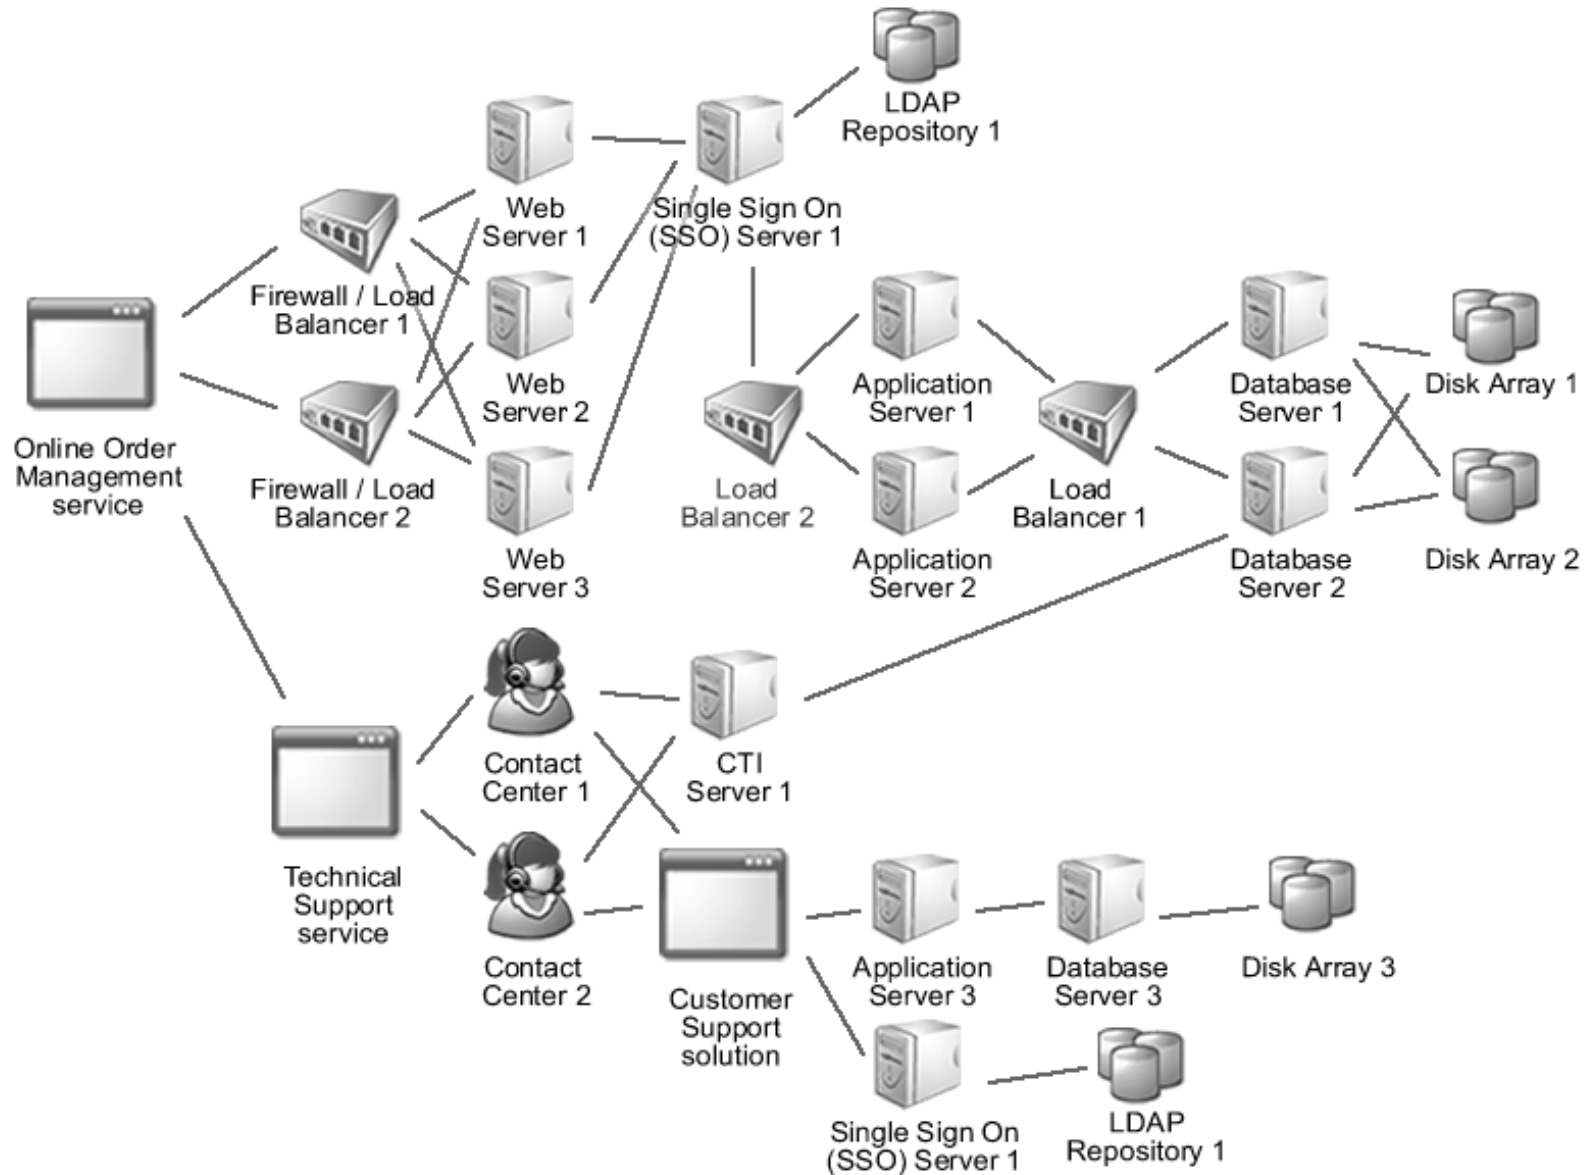 LDAP
Repository 1
Web
Server 1
Single Sign On
(SSO) Server 1
Firewall / Load
Balancer 1
Web
Server 2
Application
Server 1
Database
Server 1
Disk Array 1
Online Order
Management
service
Firewall / Load
Balancer 2
Load
Balancer 2
Load
Balancer 1
Web
Server 3
Application
Server 2
Database
Server 2
Disk Array 2
Contact
Center 1
CTI
Server 1
Technical
Support
service
Contact
Center 2
Customer
Support
solution
Application
Server 3
Database
Server 3
Disk Array 3
Single Sign On
(SSO) Server 1
LDAP
Repository 1